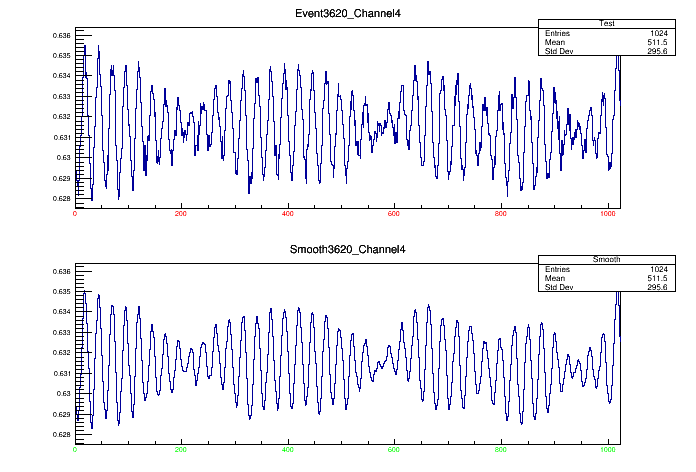 Event3620_Channel4
Test
Entries 1024
Mean 511.5
Std Dev 295.6
0.636
0.635
0.634
0.633
0.632
0.631
0.63
0.629
0.628
0 200 400 600 800 1000
Smooth3620_Channel4
Smooth
Entries 1024
Mean 511.5
Std Dev 295.6
0.636
0.635
0.634
0.633
0.632
0.631
0.63
0.629
0.628
0 200 400 600 800 1000